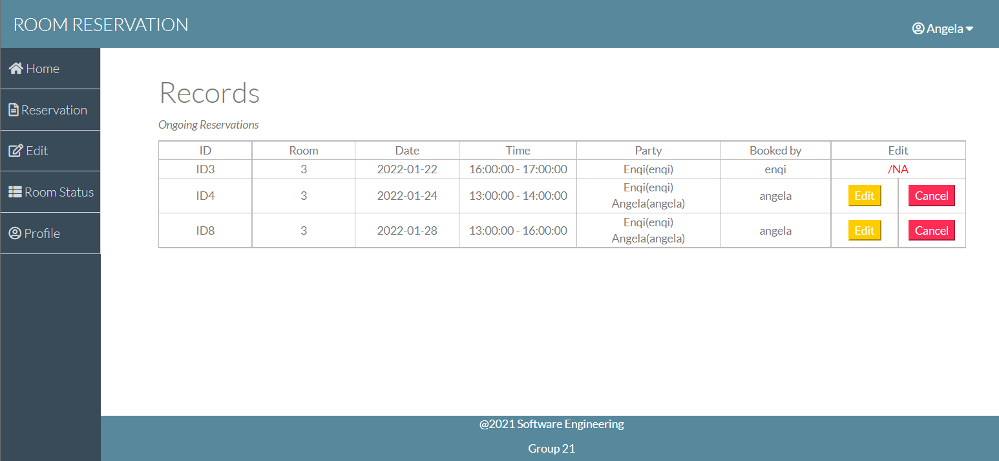 ROOM RESERVATION
Angela
Home
Reservation
Edit
Room Status
Profile
Records
Ongoing Reservations
ID Room Date Time Party Booked by Edit
ID3 3 2022-01-22 16:00:00 - 17:00:00 Enqi(enqi) enqi /NA
ID4 3 2022-01-24 13:00:00 - 14:00:00 Enqi(enqi) Angela(angela) angela Edit Cancel
ID8 3 2022-01-28 13:00:00 - 16:00:00 Enqi(enqi) Angela(angela) angela Edit Cancel
@2021 Software Engineering
Group 21